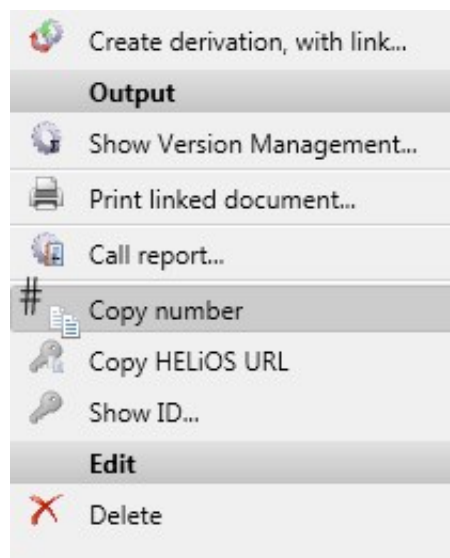 Create derivation, with link...
Output
Show Version Management...
Print linked document...
Call report...
# Copy number
Copy HELiOS URL
Show ID...
Edit
Delete